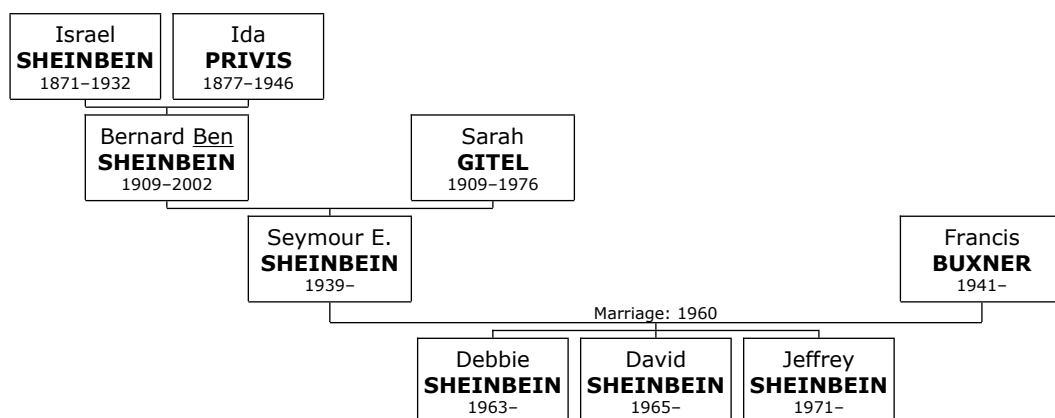 Israel
SHEINBEIN
1871–1932
Ida
PRIVIS
1877–1946
Bernard Ben
SHEINBEIN
1909–2002
Sarah
GITEL
1909–1976
Seymour E.
SHEINBEIN
1939–
Francis
BUXNER
1941–
Marriage: 1960
Debbie
SHEINBEIN
1963–
David
SHEINBEIN
1965–
Jeffrey
SHEINBEIN
1971–